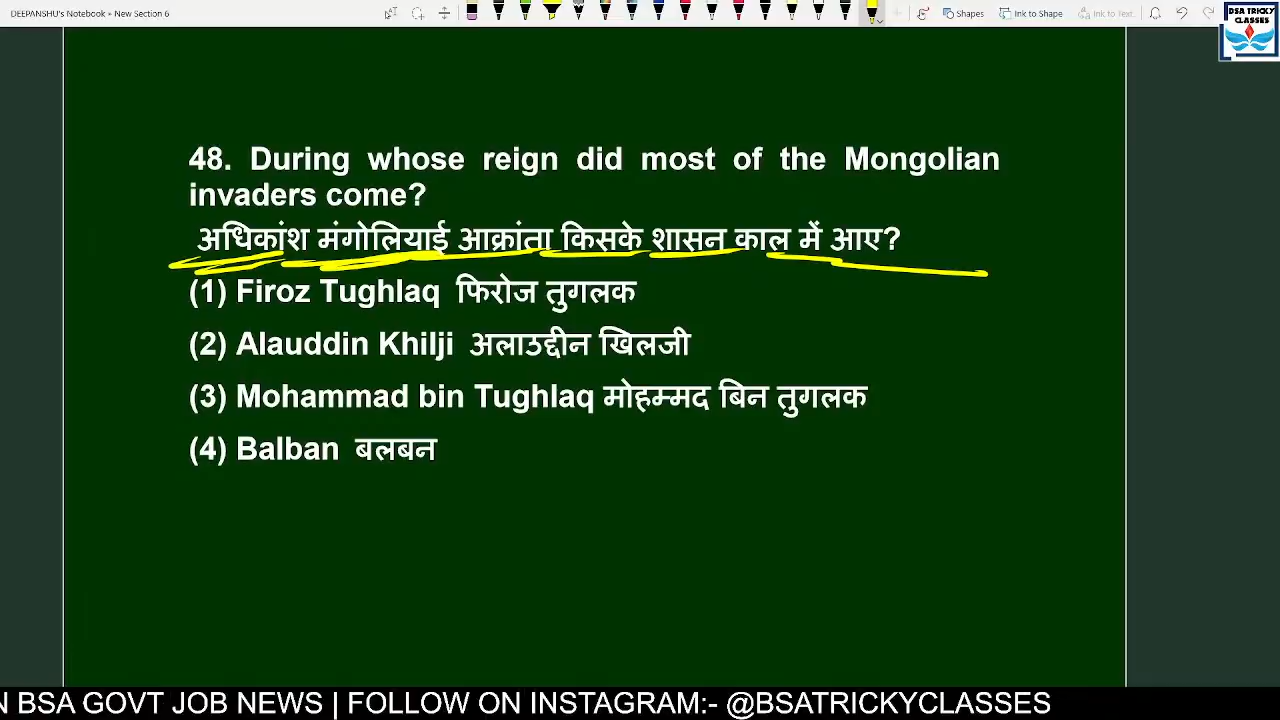 DEEPANSHU's Notebook » New Section 6
Shapes
Ink to Shape
Ink to Text
BSA TRICKY
CLASSES
48. During whose reign did most of the Mongolian
invaders come?
अधिकांश मंगोलियाई आक्रांता किसके शासन काल में आए?
(1) Firoz Tughlaq फिरोज तुगलक
(2) Alauddin Khilji अलाउद्दीन खिलजी
(3) Mohammad bin Tughlaq मोहम्मद बिन तुगलक
(4) Balban बलबन
N BSA GOVT JOB NEWS | FOLLOW ON INSTAGRAM:- @BSATRICKYCLASSES